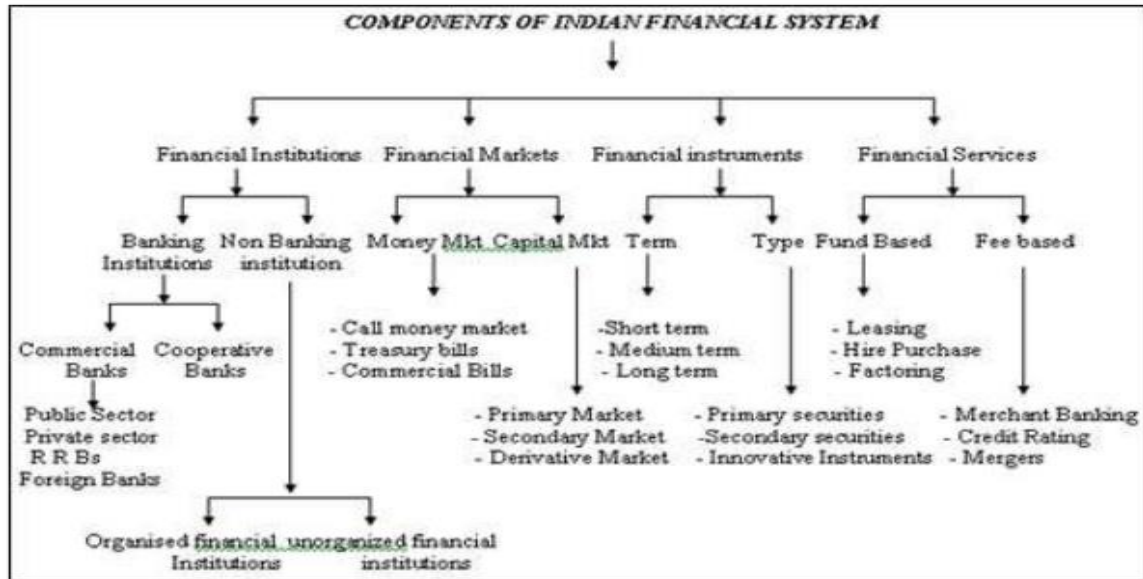 COMPONENTS OF INDIAN FINANCIAL SYSTEM
Financial Institutions Financial Markets Financial instruments Financial Services
Banking Institutions
Non Banking institution
Money Mkt Capital Mkt
Term
Type
Fund Based
Fee based
Commercial Banks
Cooperative Banks
- Call money market
- Treasury bills
- Commercial Bills
-Short term
- Medium term
- Long term
- Leasing
- Hire Purchase
- Factoring
Public Sector
Private sector
R R Bs
Foreign Banks
- Primary Market
- Secondary Market
- Derivative Market
- Primary securities
-Secondary securities
- Innovative Instruments
- Merchant Banking
- Credit Rating
- Mergers
Organised financial Institutions
unorganized financial institutions